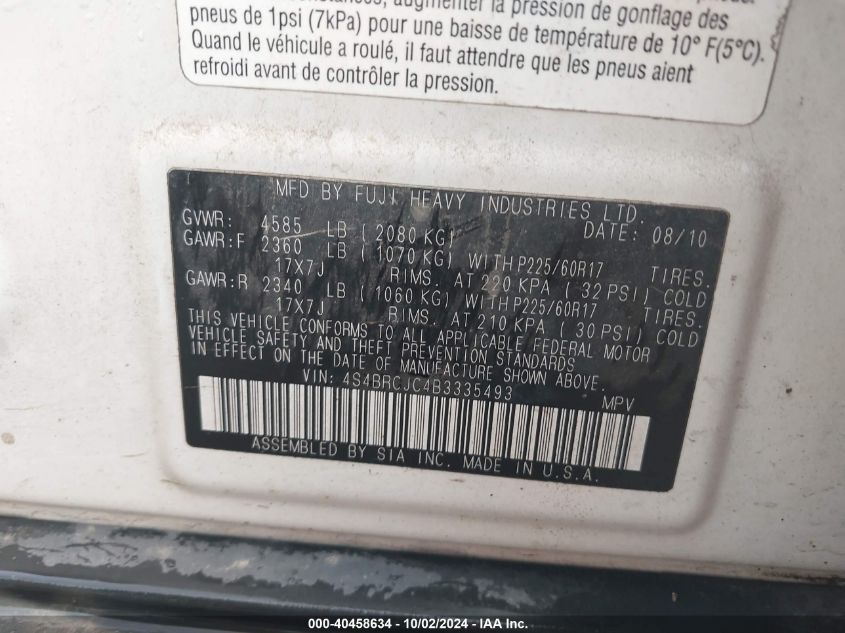 augmenter la pression de gonflage des
pneus de 1psi (7kPa) pour une baisse de température de 10° F(5°C).
Quand le véhicule a roulé, il faut attendre que les pneus aient
refroidi avant de contrôler la pression.
MFD BY FUJI HEAVY INDUSTRIES LTD.
GVWR: 4585 LB ( 2080 KG) DATE: 08/10
GAWR:F 2360 LB ( 1070 KG) WITH P225/60R17 TIRES.
17X7J RIMS. AT 220 KPA ( 32 PSI) COLD
GAWR:R 2340 LB ( 1060 KG) WITH P225/60R17 TIRES.
17X7J RIMS. AT 210 KPA ( 30 PSI) COLD
THIS VEHICLE CONFORMS TO ALL APPLICABLE FEDERAL MOTOR
VEHICLE SAFETY AND THEFT PREVENTION STANDARDS
IN EFFECT ON THE DATE OF MANUFACTURE SHOWN ABOVE.
VIN: 4S4BRCJC4B3335493 MPV
ASSEMBLED BY SIA INC. MADE IN U.S.A.
000-40458634 - 10/02/2024 - IAA Inc.